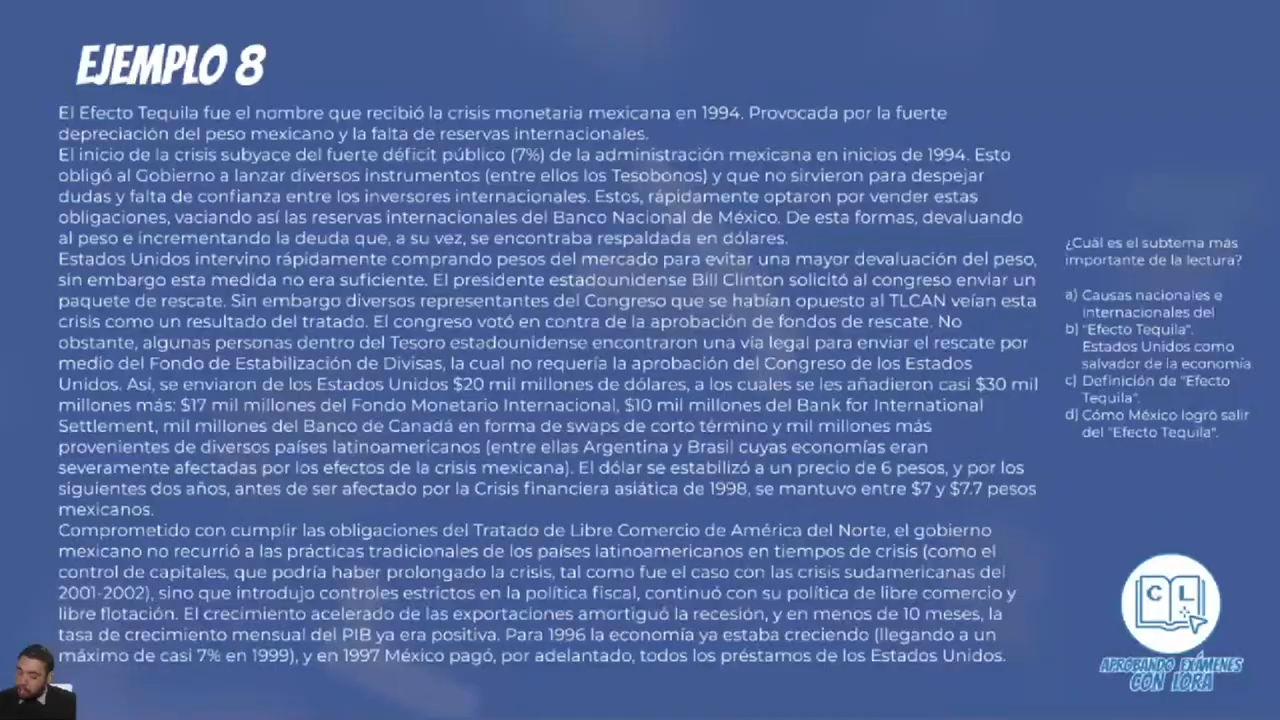 EJEMPLO 8
El Efecto Tequila fue el nombre que recibió la crisis monetaria mexicana en 1994. Provocada por la fuerte
depreciación del peso mexicano y la falta de reservas internacionales.
El inicio de la crisis subyace del fuerte déficit público (7%) de la administración mexicana en inicios de 1994. Esto
obligó al Gobierno a lanzar diversos instrumentos (entre ellos los Tesobonos) y que no sirvieron para despejar
dudas y falta de confianza entre los inversores internacionales. Estos, rápidamente optaron por vender estas
obligaciones, vaciando así las reservas internacionales del Banco Nacional de México. De esta formas, devaluando
al peso e incrementando la deuda que, a su vez, se encontraba respaldada en dólares.
Estados Unidos intervino rápidamente comprando pesos del mercado para evitar una mayor devaluación del peso,
sin embargo esta medida no era suficiente. El presidente estadounidense Bill Clinton solicitó al congreso enviar un
paquete de rescate. Sin embargo diversos representantes del Congreso que se habían opuesto al TLCAN veían esta
crisis como un resultado del tratado. El congreso votó en contra de la aprobación de fondos de rescate. No
obstante, algunas personas dentro del Tesoro estadounidense encontraron una vía legal para enviar el rescate por
medio del Fondo de Estabilización de Divisas, la cual no requería la aprobación del Congreso de los Estados
Unidos. Así, se enviaron de los Estados Unidos $20 mil millones de dólares, a los cuales se les añadieron casi $30 mil
millones más: $17 mil millones del Fondo Monetario Internacional, $10 mil millones del Bank for International
Settlement, mil millones del Banco de Canadá en forma de swaps de corto término y mil millones más
provenientes de diversos países latinoamericanos (entre ellas Argentina y Brasil cuyas economías eran
severamente afectadas por los efectos de la crisis mexicana). El dólar se estabilizó a un precio de 6 pesos, y por los
siguientes dos años, antes de ser afectado por la Crisis financiera asiática de 1998, se mantuvo entre $7 y $7.7 pesos
mexicanos.
Comprometido con cumplir las obligaciones del Tratado de Libre Comercio de América del Norte, el gobierno
mexicano no recurrió a las prácticas tradicionales de los países latinoamericanos en tiempos de crisis (como el
control de capitales, que podría haber prolongado la crisis, tal como fue el caso con las crisis sudamericanas del
2001-2002), sino que introdujo controles estrictos en la política fiscal, continuó con su política de libre comercio y
libre flotación. El crecimiento acelerado de las exportaciones amortiguó la recesión, y en menos de 10 meses, la
tasa de crecimiento mensual del PIB ya era positiva. Para 1996 la economía ya estaba creciendo (llegando a un
máximo de casi 7% en 1999), y en 1997 México pagó, por adelantado, todos los préstamos de los Estados Unidos.
¿Cuál es el subtema más
importante de la lectura?
a) Causas nacionales e
internacionales del
b) "Efecto Tequila".
Estados Unidos como
salvador de la economía
c) Definición de "Efecto
Tequila".
d) Cómo México logró salir
del "Efecto Tequila".
C L
APROBANDO EXÁMENES
CON LORA